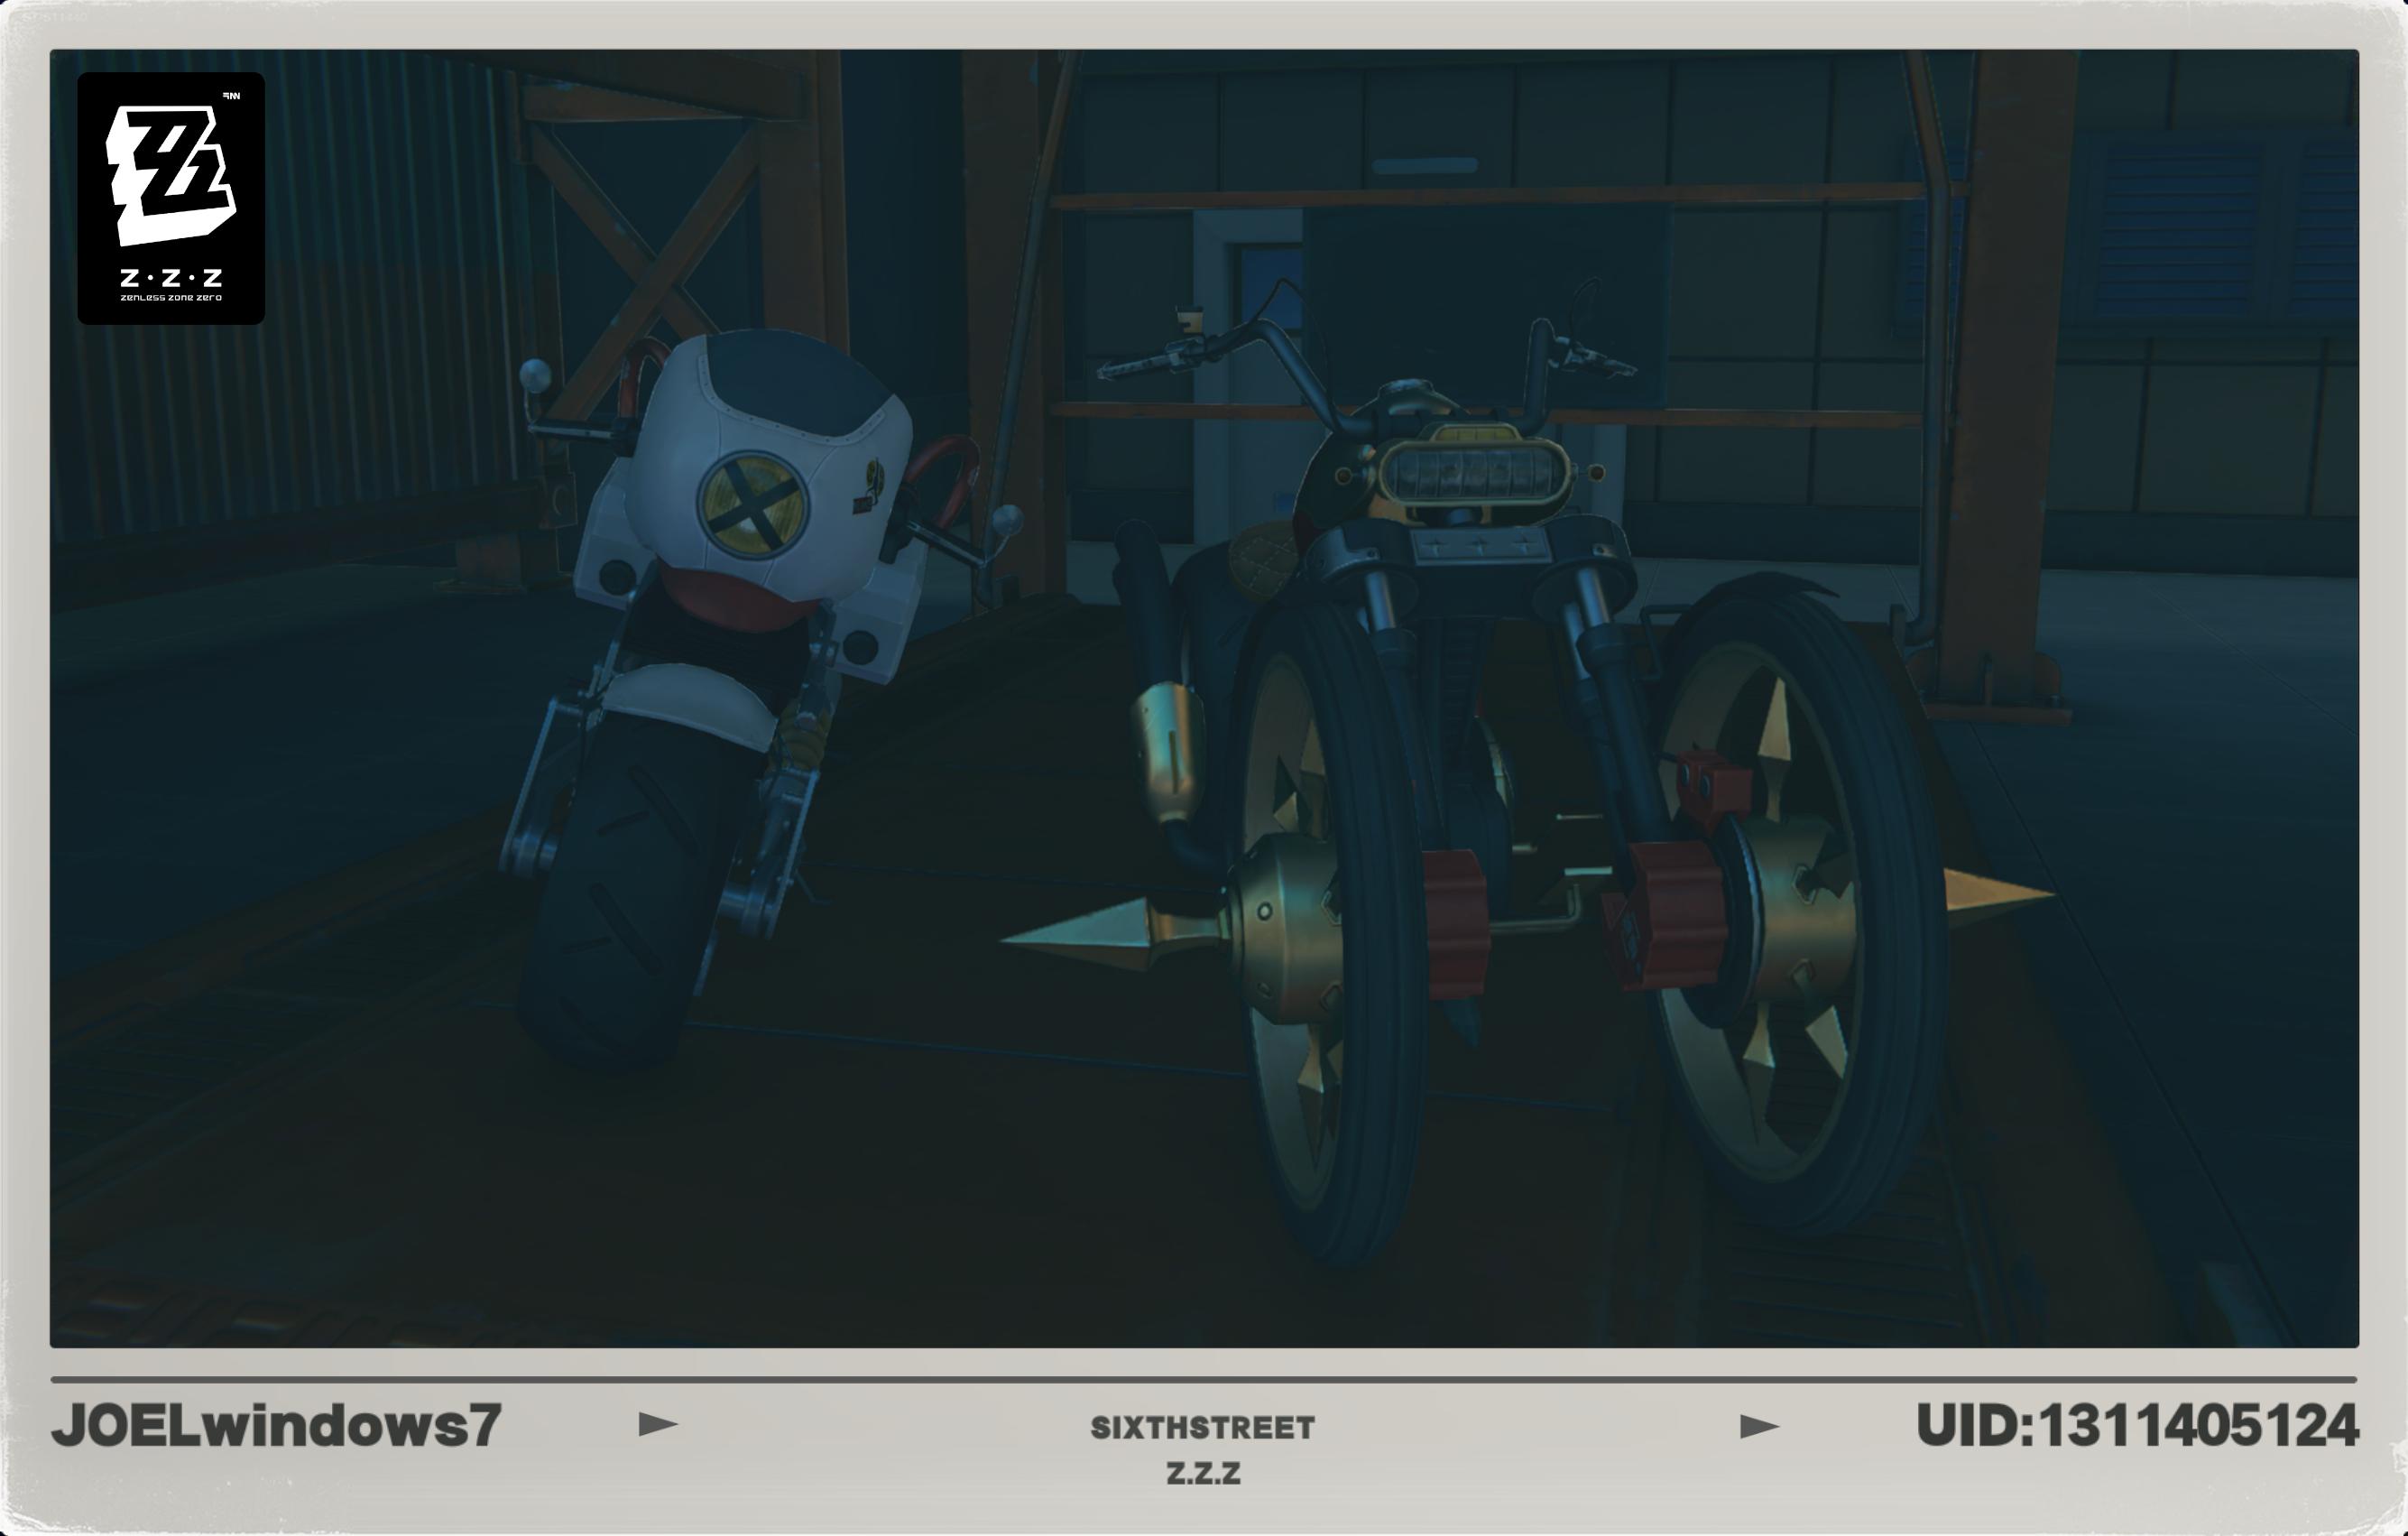 Z·Z·Z
ZENLESS ZONE ZERO
JOELwindows7
SIXTHSTREET
Z.Z.Z
UID:1311405124